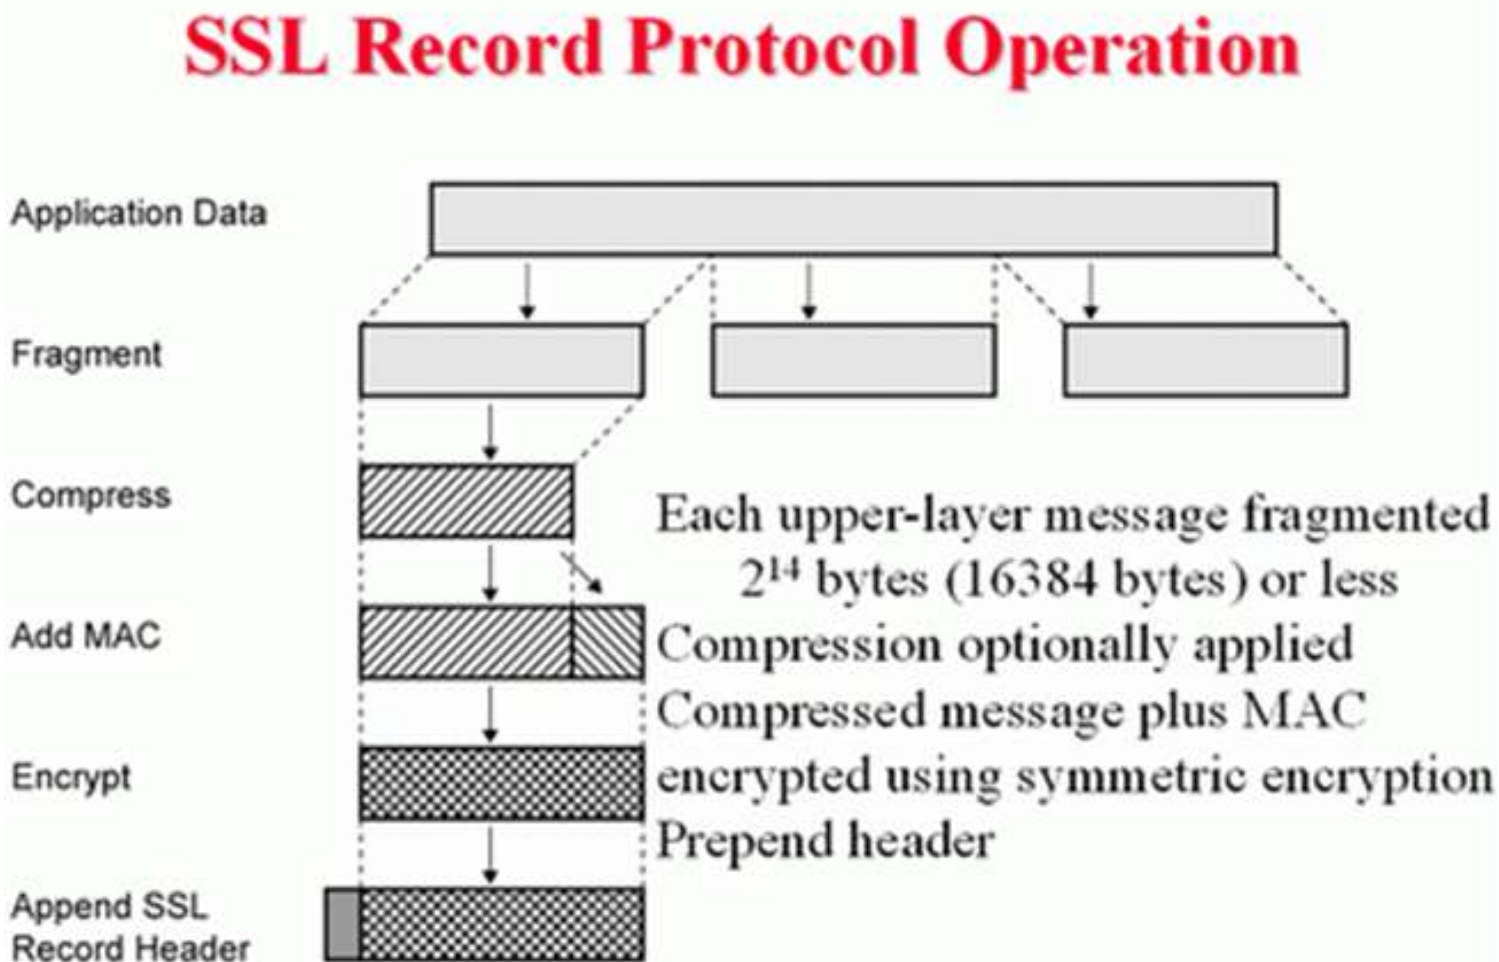 SSL Record Protocol Operation
Application Data
Fragment
Compress
Each upper-layer message fragmented
2¹⁴ bytes (16384 bytes) or less
Add MAC
Compression optionally applied
Compressed message plus MAC
Encrypt
encrypted using symmetric encryption
Prepend header
Append SSL
Record Header